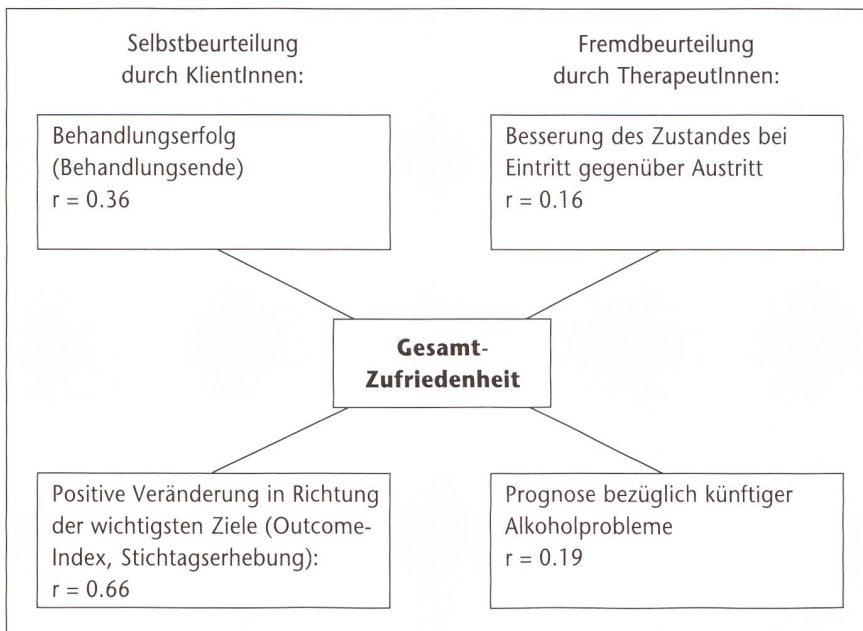 Selbstbeurteilung
durch KlientInnen:
Fremdbeurteilung
durch TherapeutInnen:
Behandlungserfolg
(Behandlungsende)
r = 0.36
Besserung des Zustandes bei
Eintritt gegenüber Austritt
r = 0.16
Gesamt-
Zufriedenheit
Positive Veränderung in Richtung
der wichtigsten Ziele (Outcome-
Index, Stichtagserhebung):
r = 0.66
Prognose bezüglich künftiger
Alkoholprobleme
r = 0.19